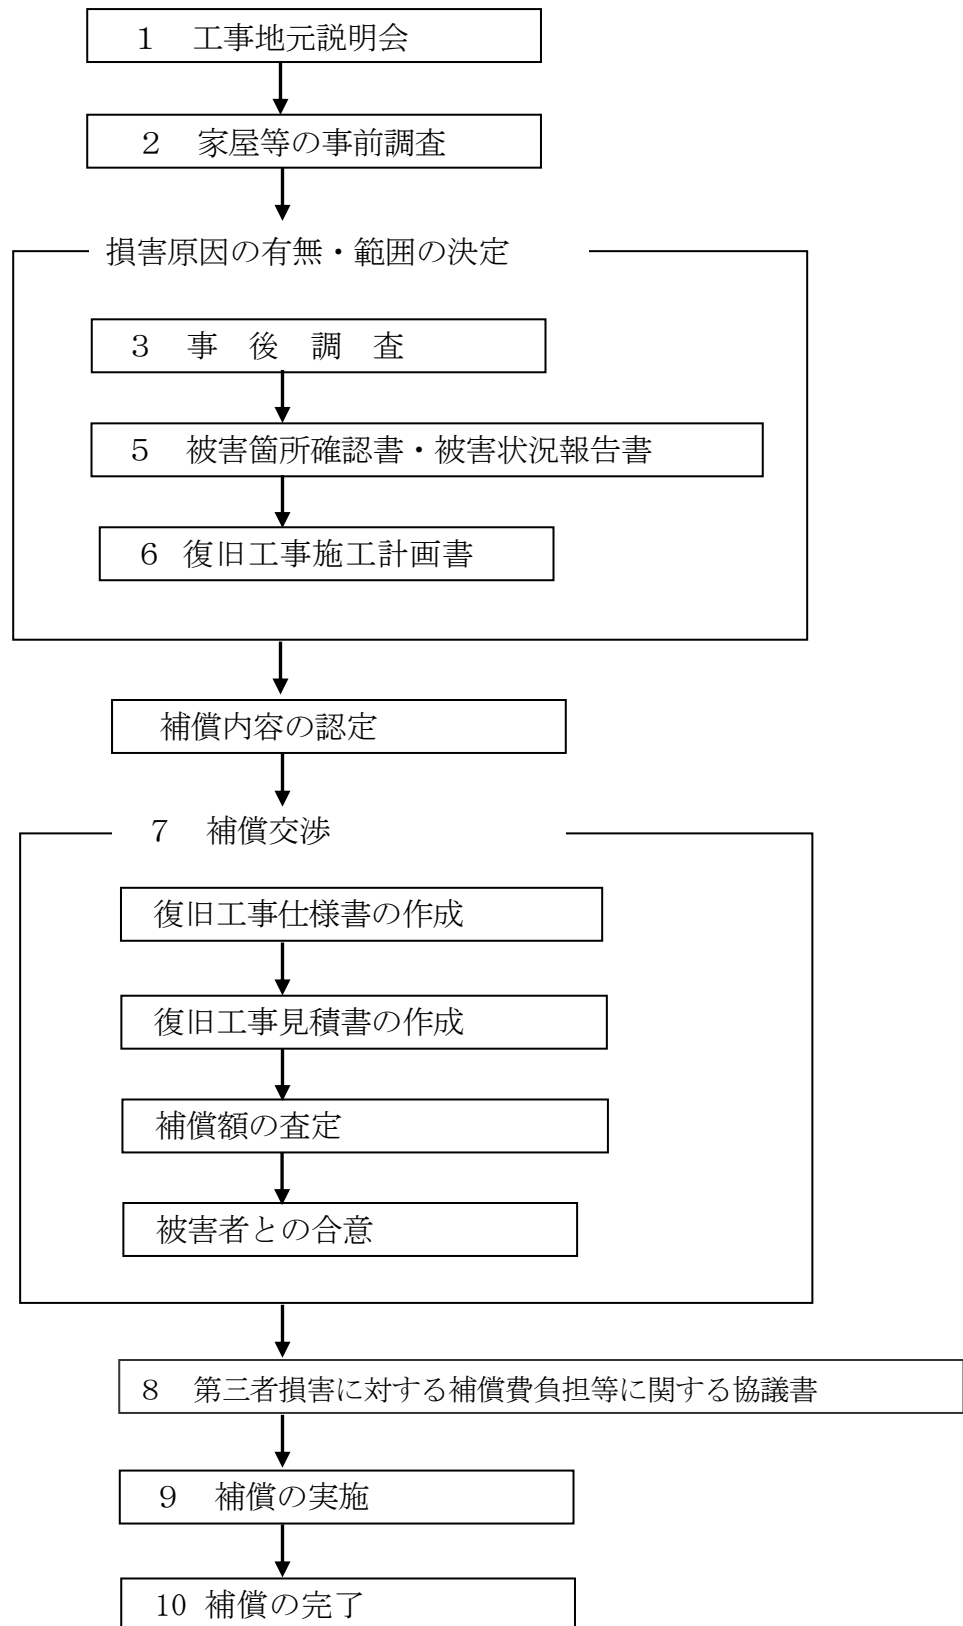 １　工事地元説明会
２　家屋等の事前調査
損害原因の有無・範囲の決定
３　事　後　調　査
５　被害箇所確認書・被害状況報告書
６　復旧工事施工計画書
補償内容の認定
７　補償交渉
復旧工事仕様書の作成
復旧工事見積書の作成
補償額の査定
被害者との合意
８　第三者損害に対する補償費負担等に関する協議書
９　補償の実施
10 補償の完了